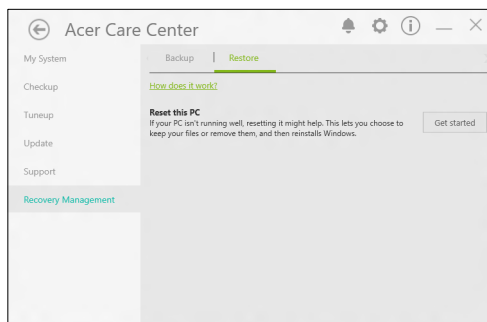 Acer Care Center
My System
Backup
Restore
Checkup
How does it work?
Tuneup
Reset this PC
If your PC isn't running well, resetting it might help. This lets you choose to
keep your files or remove them, and then reinstalls Windows.
Get started
Update
Support
Recovery Management